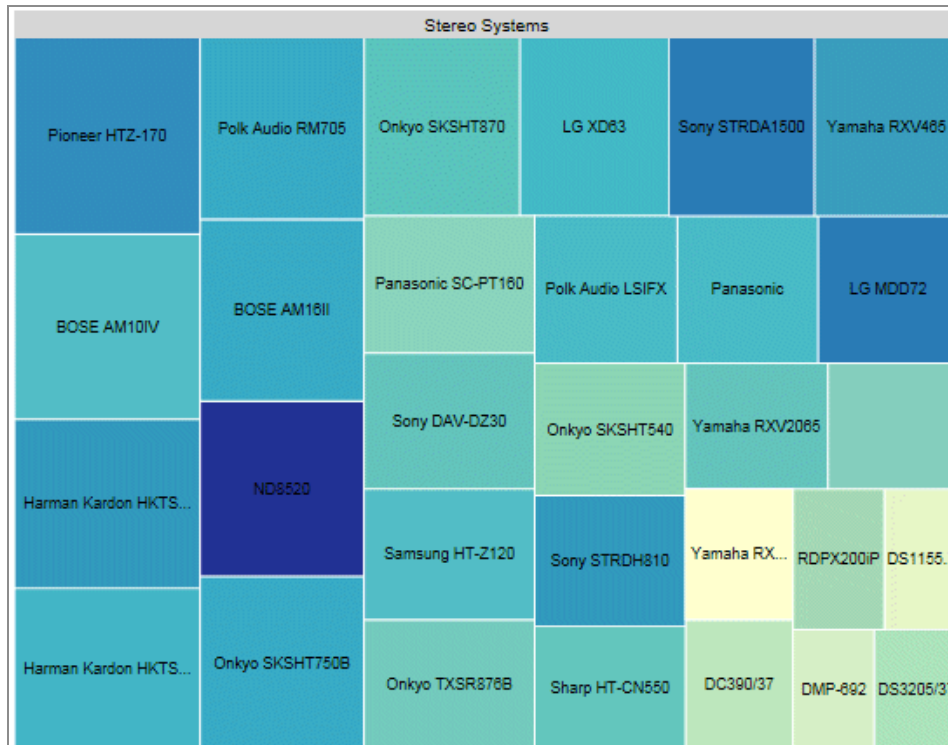 Stereo Systems
Pioneer HTZ-170
Polk Audio RM705
Onkyo SKSHT870
LG XD63
Sony STRDA1500
Yamaha RXV465
BOSE AM10IV
BOSE AM16II
Panasonic SC-PT160
Polk Audio LSIFX
Panasonic
LG MDD72
Sony DAV-DZ30
Onkyo SKSHT540
Yamaha RXV2065
Harman Kardon HKTS...
ND8520
Samsung HT-Z120
Sony STRDH810
Yamaha RX...
RDPX200iP
DS1155..
Harman Kardon HKTS...
Onkyo SKSHT750B
Onkyo TXSR876B
Sharp HT-CN550
DC390/37
DMP-692
DS3205/37